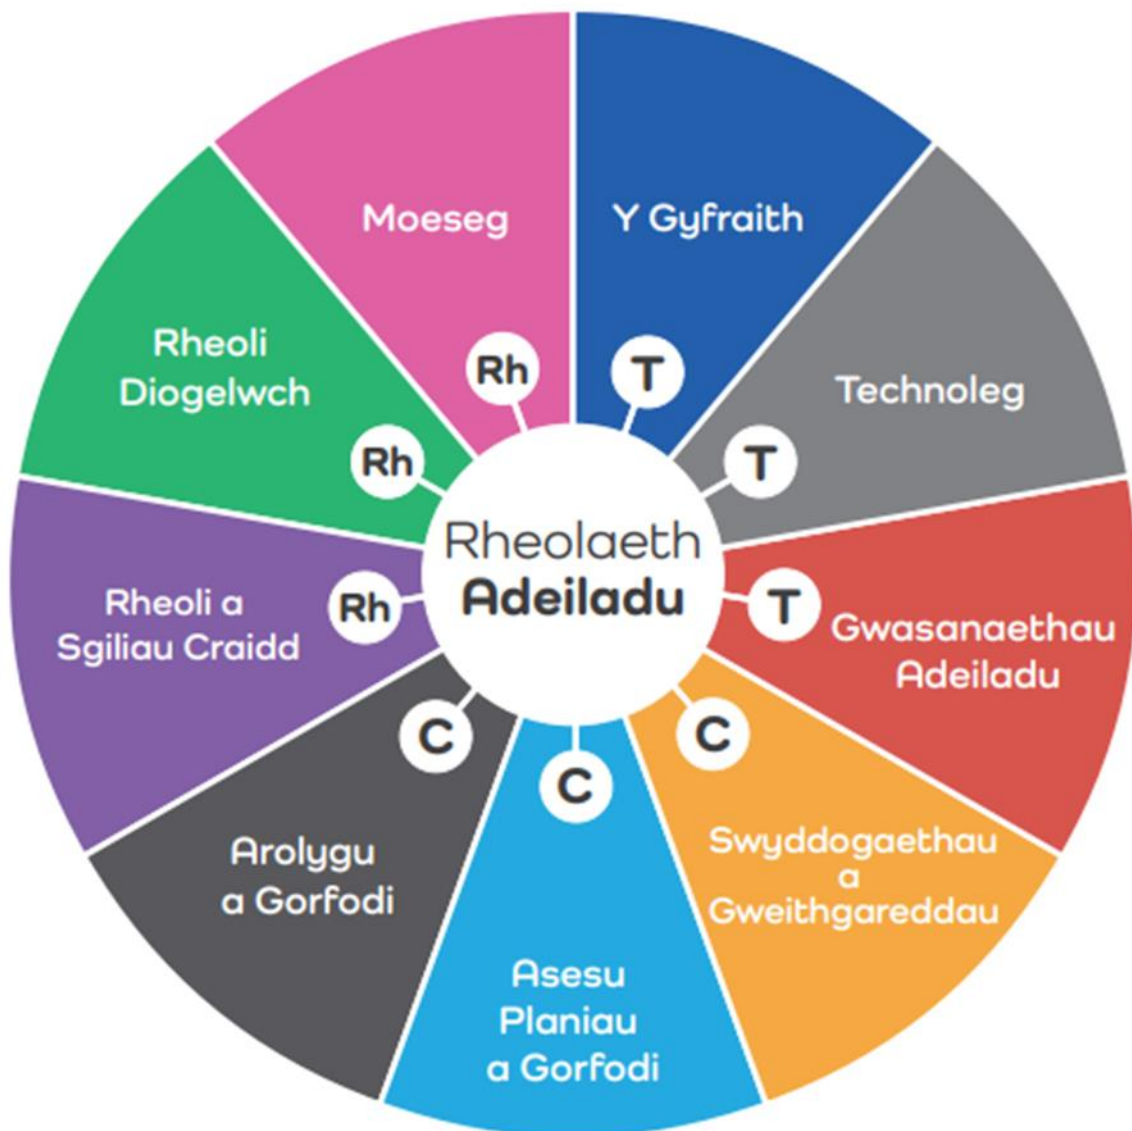 Rheolaeth
Adeiladu
Y Gyfraith
T
Technoleg
T
Gwasanaethau
Adeiladu
T
Swyddogaethau
a
Gweithgareddau
C
Asesu
Planiau
a Gorfodi
C
Arolygu
a Gorfodi
C
Rheoli a
Sgiliau Craidd
Rh
Rheoli
Diogelwch
Rh
Moeseg
Rh